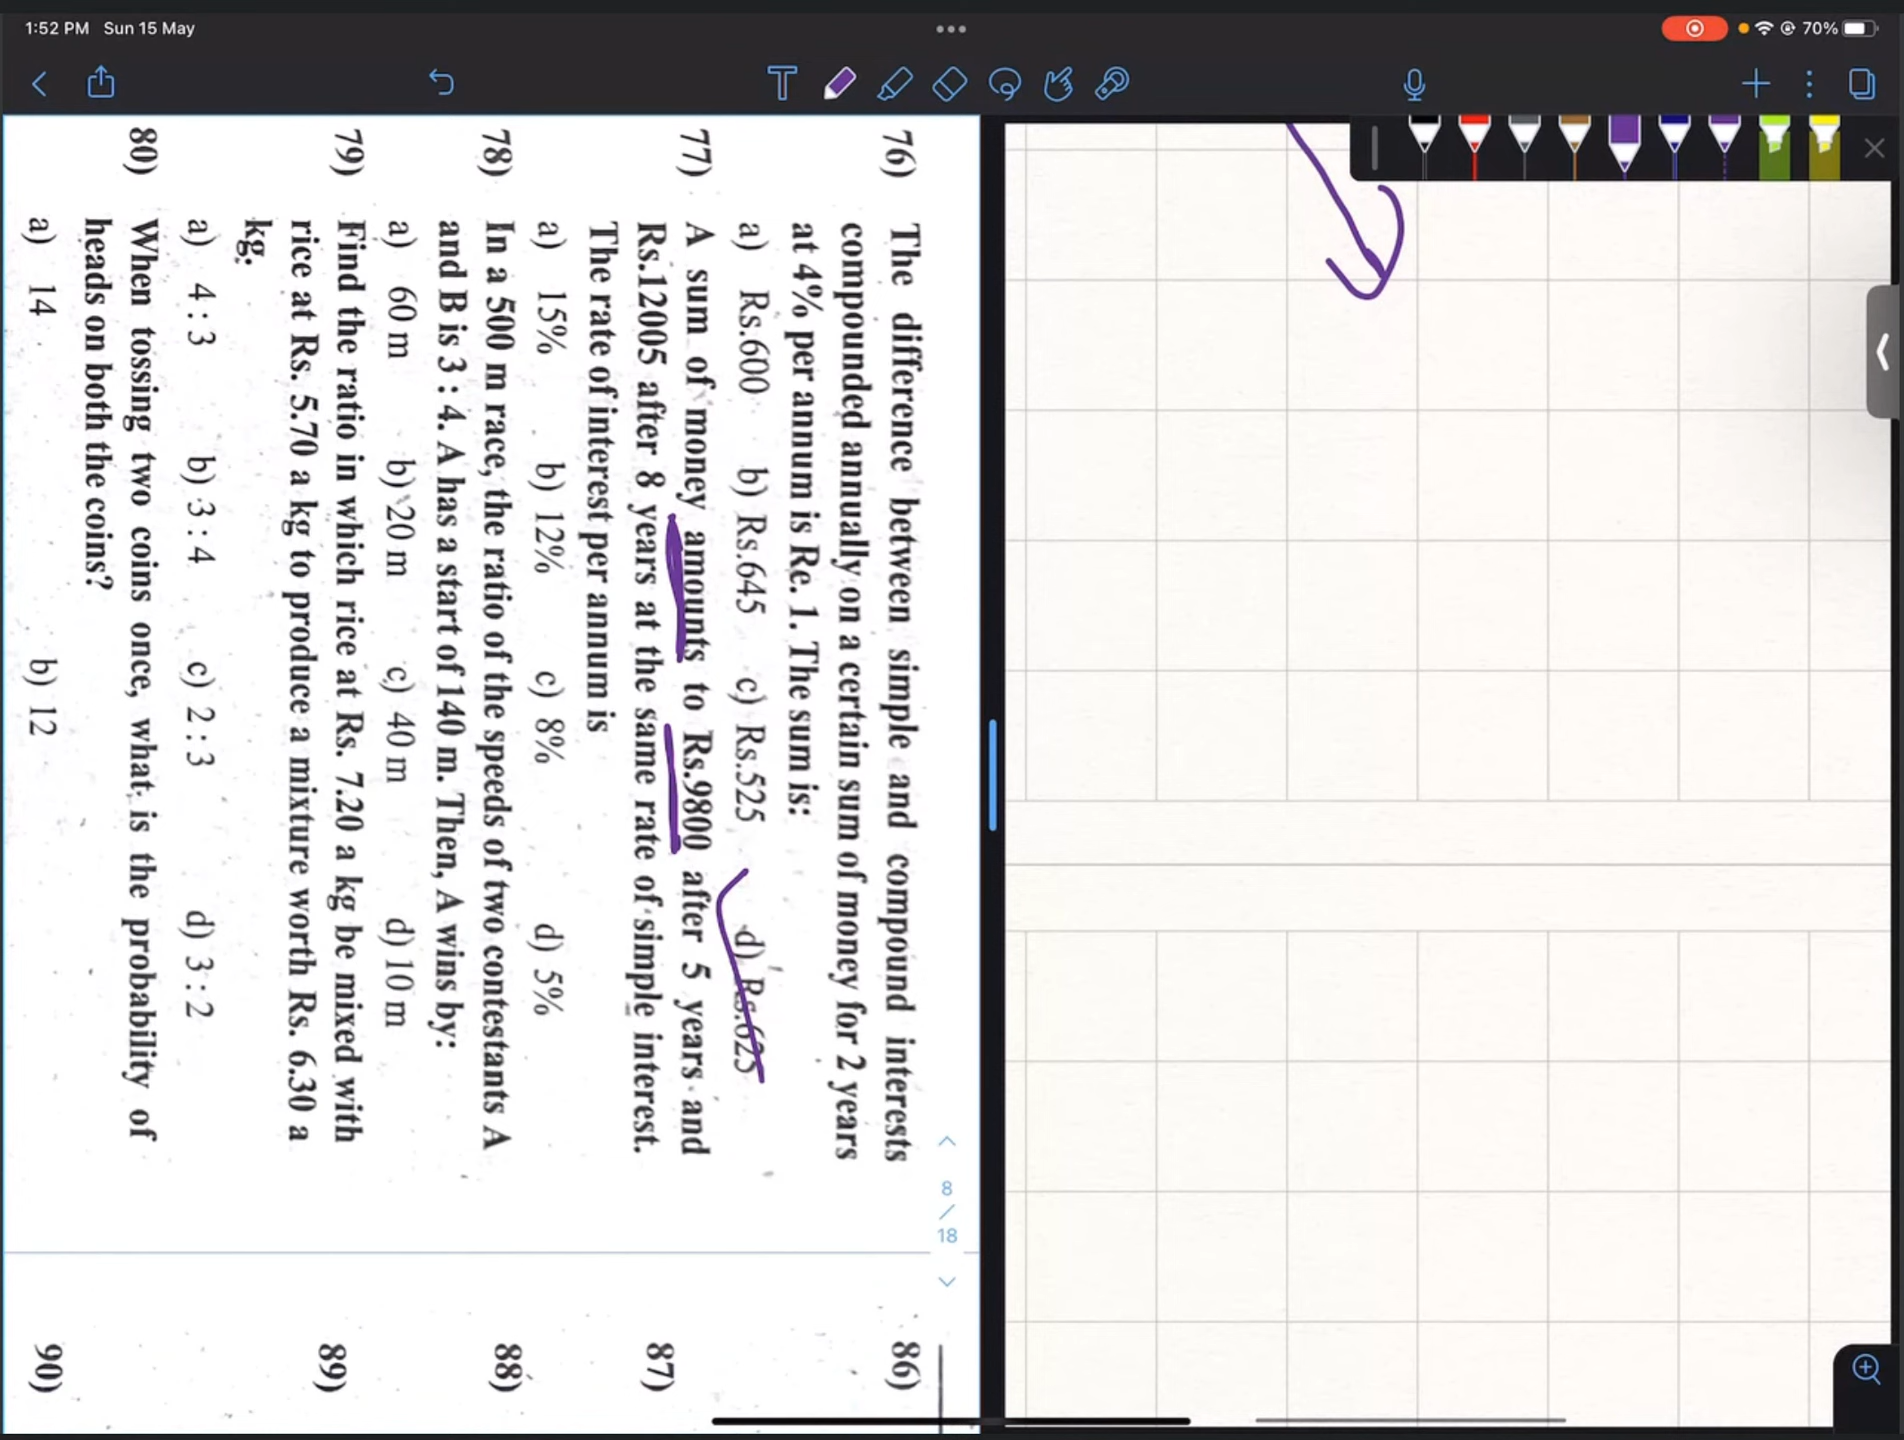 1:52 PM Sun 15 May
70%
76) The difference between simple and compound interests
compounded annually on a certain sum of money for 2 years
at 4% per annum is Re. 1. The sum is:
a) Rs.600 b) Rs.645 c) Rs.525 d) Rs.625
77) A sum of money amounts to Rs.9800 after 5 years and
Rs.12005 after 8 years at the same rate of simple interest.
The rate of interest per annum is
a) 15% b) 12% c) 8% d) 5%
78) In a 500 m race, the ratio of the speeds of two contestants A
and B is 3 : 4. A has a start of 140 m. Then, A wins by:
a) 60 m b) 20 m c) 40 m d) 10 m
79) Find the ratio in which rice at Rs. 7.20 a kg be mixed with
rice at Rs. 5.70 a kg to produce a mixture worth Rs. 6.30 a
kg.
a) 4 : 3 b) 3 : 4 c) 2 : 3 d) 3 : 2
80) When tossing two coins once, what is the probability of
heads on both the coins?
a) 14 b) 12
8
/
18
86)
87)
88)
89)
90)